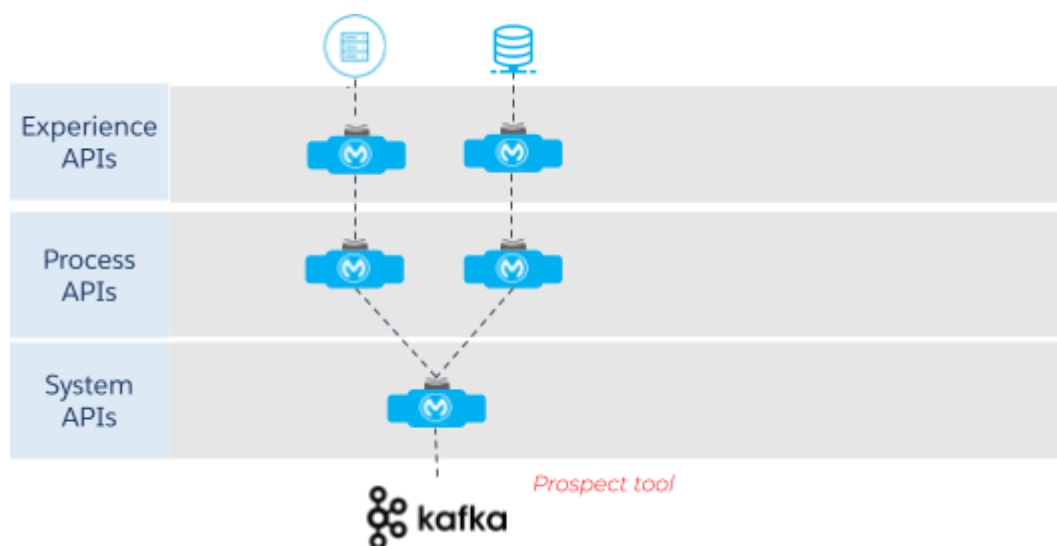 Experience
APIs
Process
APIs
System
APIs
Prospect tool
kafka